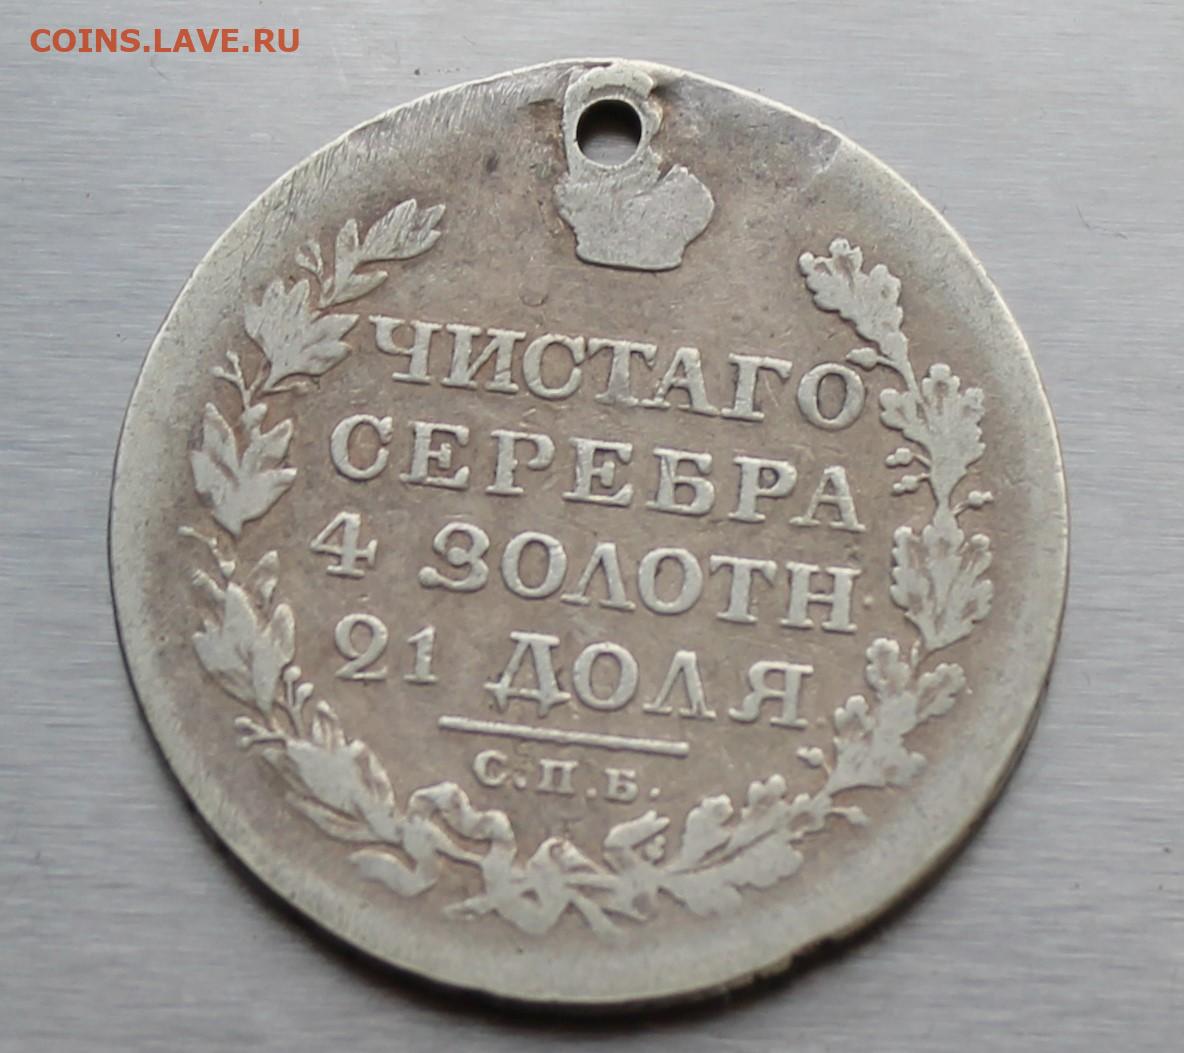 COINS.LAVE.RU
ЧИСТАГО
СЕРЕБРА
4 ЗОЛОТН
21 ДОЛЯ
С.П.Б.